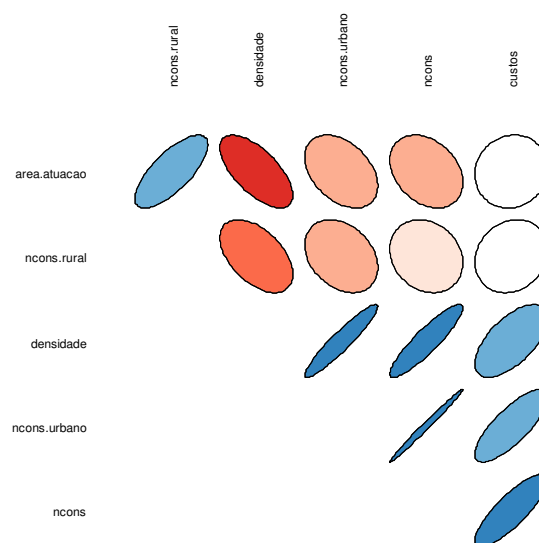 ncons.rural
densidade
ncons.urbano
ncons
custos
area.atuacao
ncons.rural
densidade
ncons.urbano
ncons